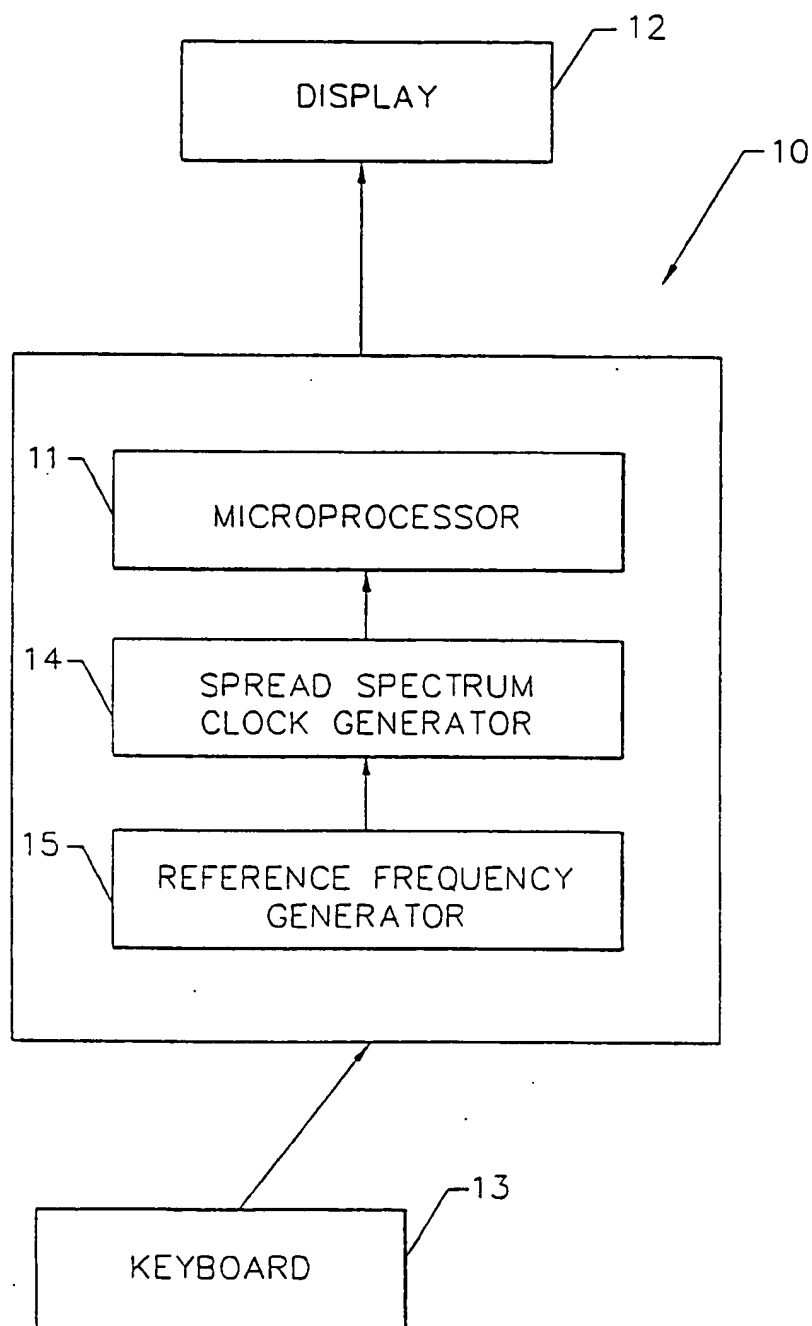 12
DISPLAY
10
11
MICROPROCESSOR
14
SPREAD SPECTRUM
CLOCK GENERATOR
15
REFERENCE FREQUENCY
GENERATOR
13
KEYBOARD